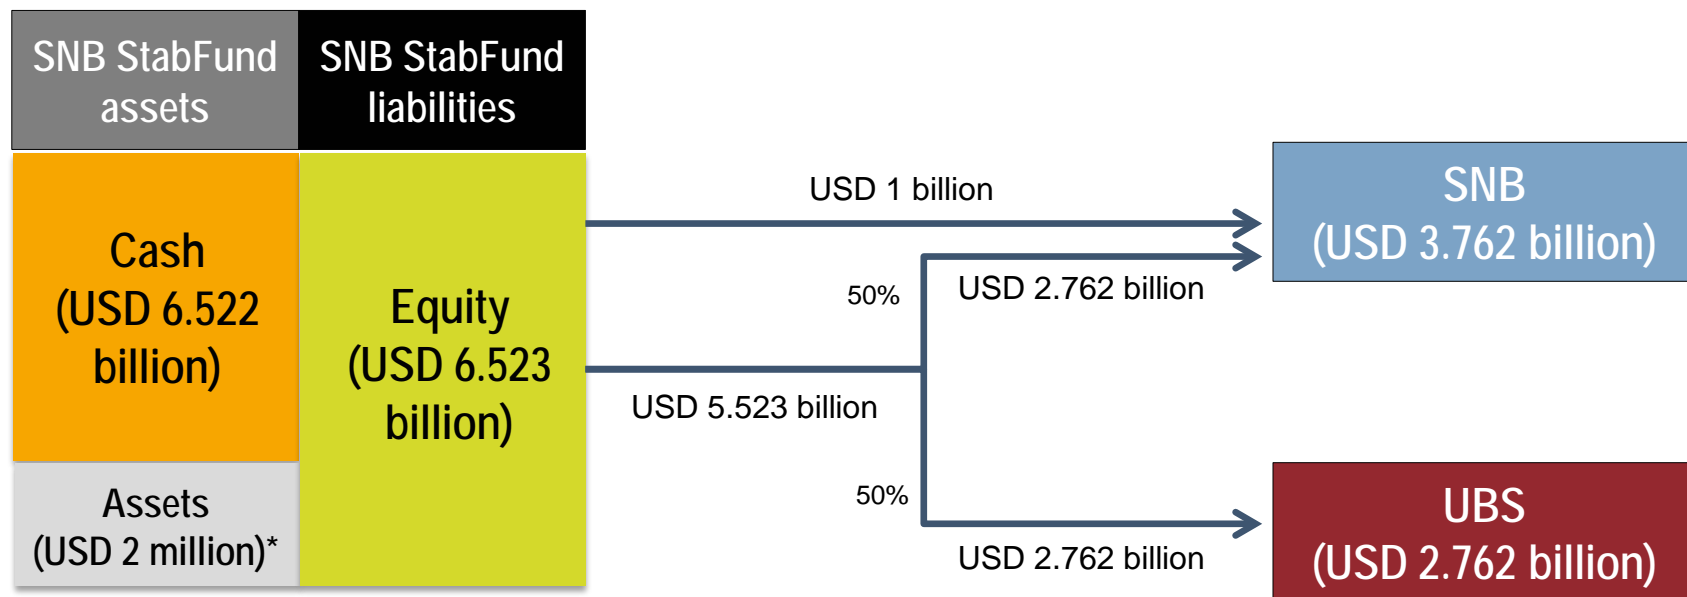 SNB StabFund
assets
SNB StabFund
liabilities
Cash
(USD 6.522
billion)
Assets
(USD 2 million)*
Equity
(USD 6.523
billion)
USD 1 billion
50%
USD 2.762 billion
USD 5.523 billion
50%
USD 2.762 billion
SNB
(USD 3.762 billion)
UBS
(USD 2.762 billion)